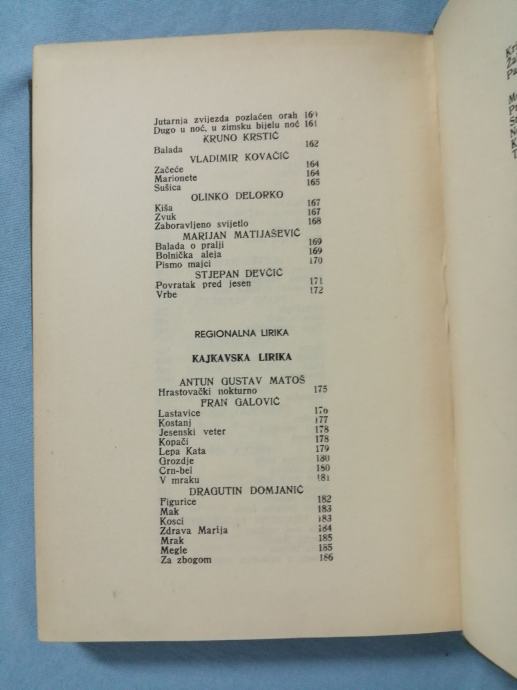 Jutarnja zvijezda pozlaćen orah 160
Dugo u noć, u zimsku bijelu noć 161
KRUNO KRSTIĆ
Balada 162
VLADIMIR KOVAČIĆ
Začeće 164
Marionete 164
Sušica 165
OLINKO DELORKO
Kiša 167
Zvuk 167
Zaboravljeno svijetlo 168
MARIJAN MATIJAŠEVIĆ
Balada o pralji 169
Bolnička aleja 169
Pismo majci 170
STJEPAN DEVČIĆ
Povratak pred jesen 171
Vrbe 172
REGIONALNA LIRIKA
KAJKAVSKA LIRIKA
ANTUN GUSTAV MATOŠ
Hrastovački nokturno 175
FRAN GALOVIĆ
Lastavice 176
Kostanj 177
Jesenski veter 178
Kopači 178
Lepa Kata 179
Grozdje 180
Crn-bel 180
V mraku 181
DRAGUTIN DOMJANIĆ
Figurice 182
Mak 183
Kosci 183
Zdrava Marija 184
Mrak 185
Megle 185
Za zbogom 186